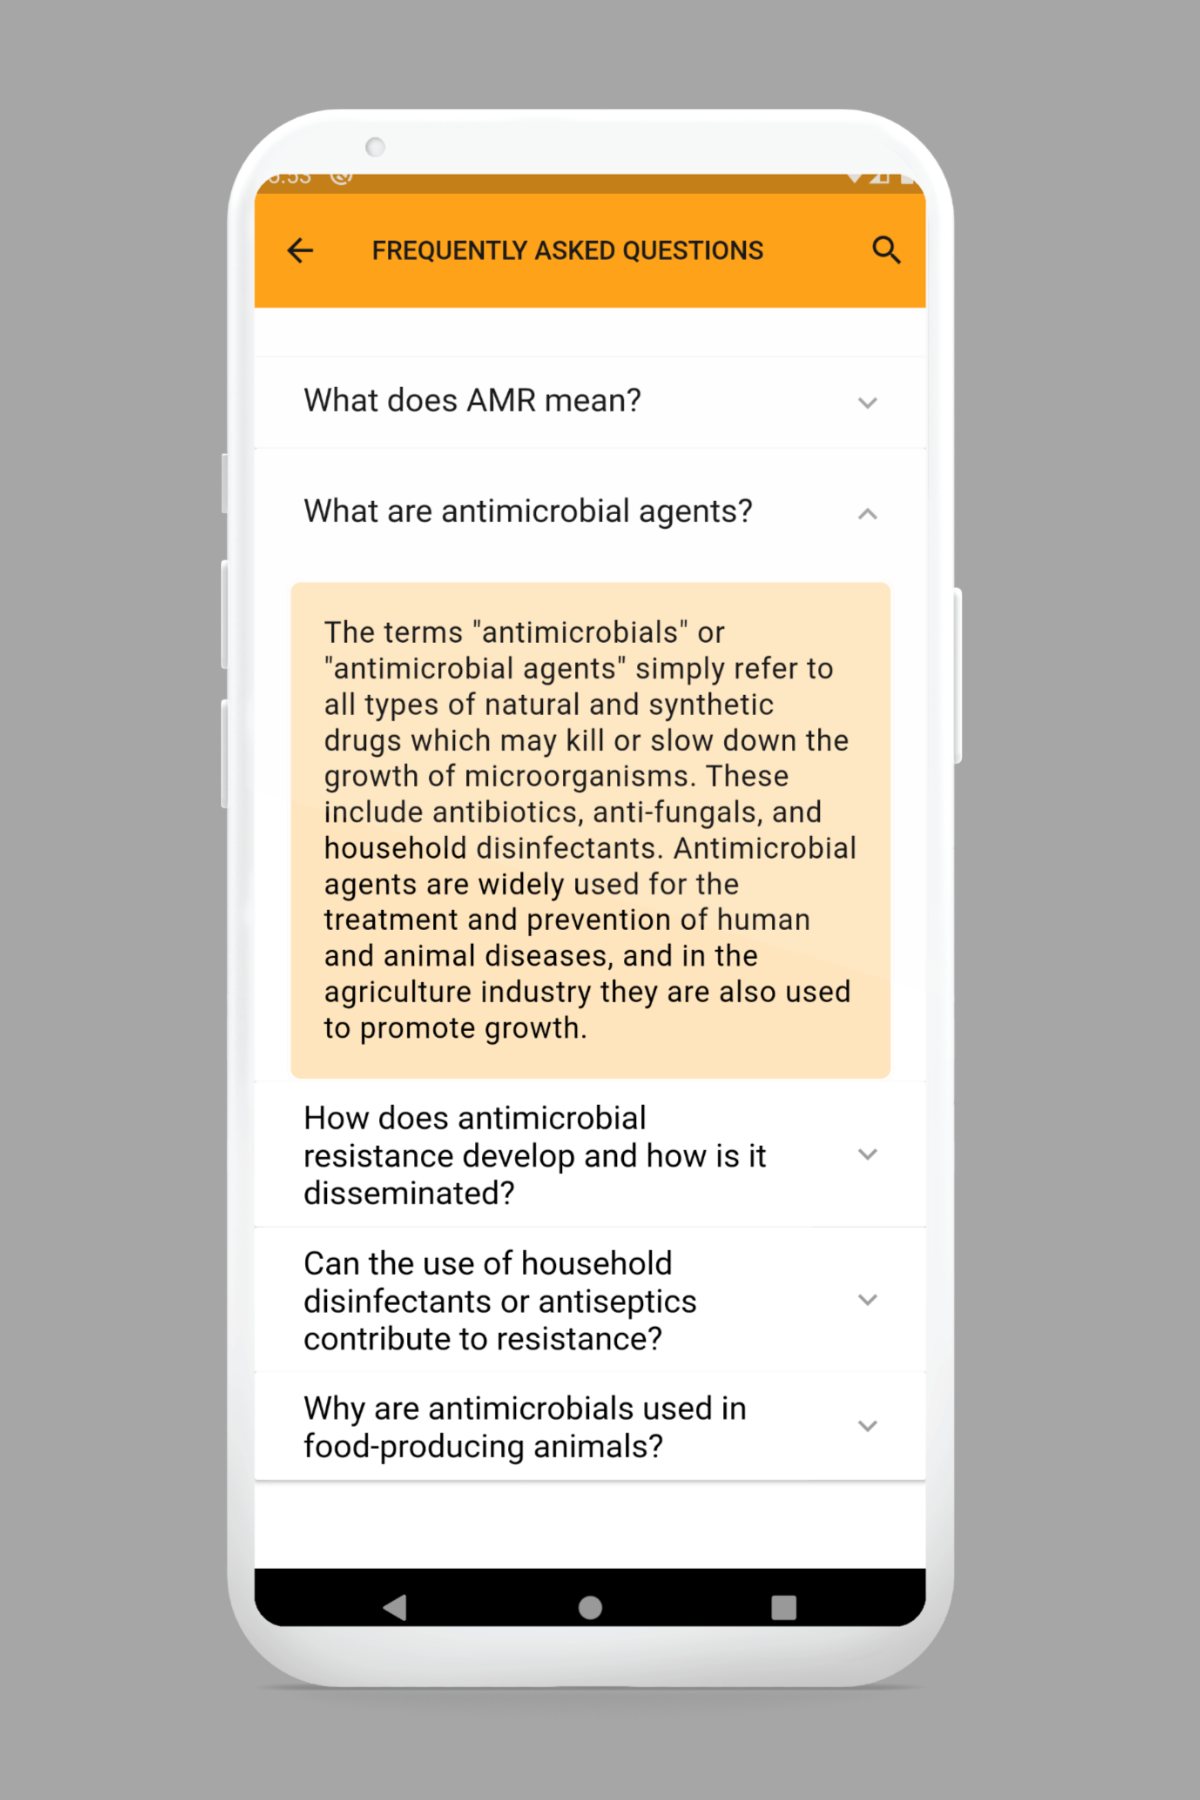 FREQUENTLY ASKED QUESTIONS
What does AMR mean?
What are antimicrobial agents?
The terms "antimicrobials" or
"antimicrobial agents" simply refer to
all types of natural and synthetic
drugs which may kill or slow down the
growth of microorganisms. These
include antibiotics, anti-fungals, and
household disinfectants. Antimicrobial
agents are widely used for the
treatment and prevention of human
and animal diseases, and in the
agriculture industry they are also used
to promote growth.
How does antimicrobial
resistance develop and how is it
disseminated?
Can the use of household
disinfectants or antiseptics
contribute to resistance?
Why are antimicrobials used in
food-producing animals?